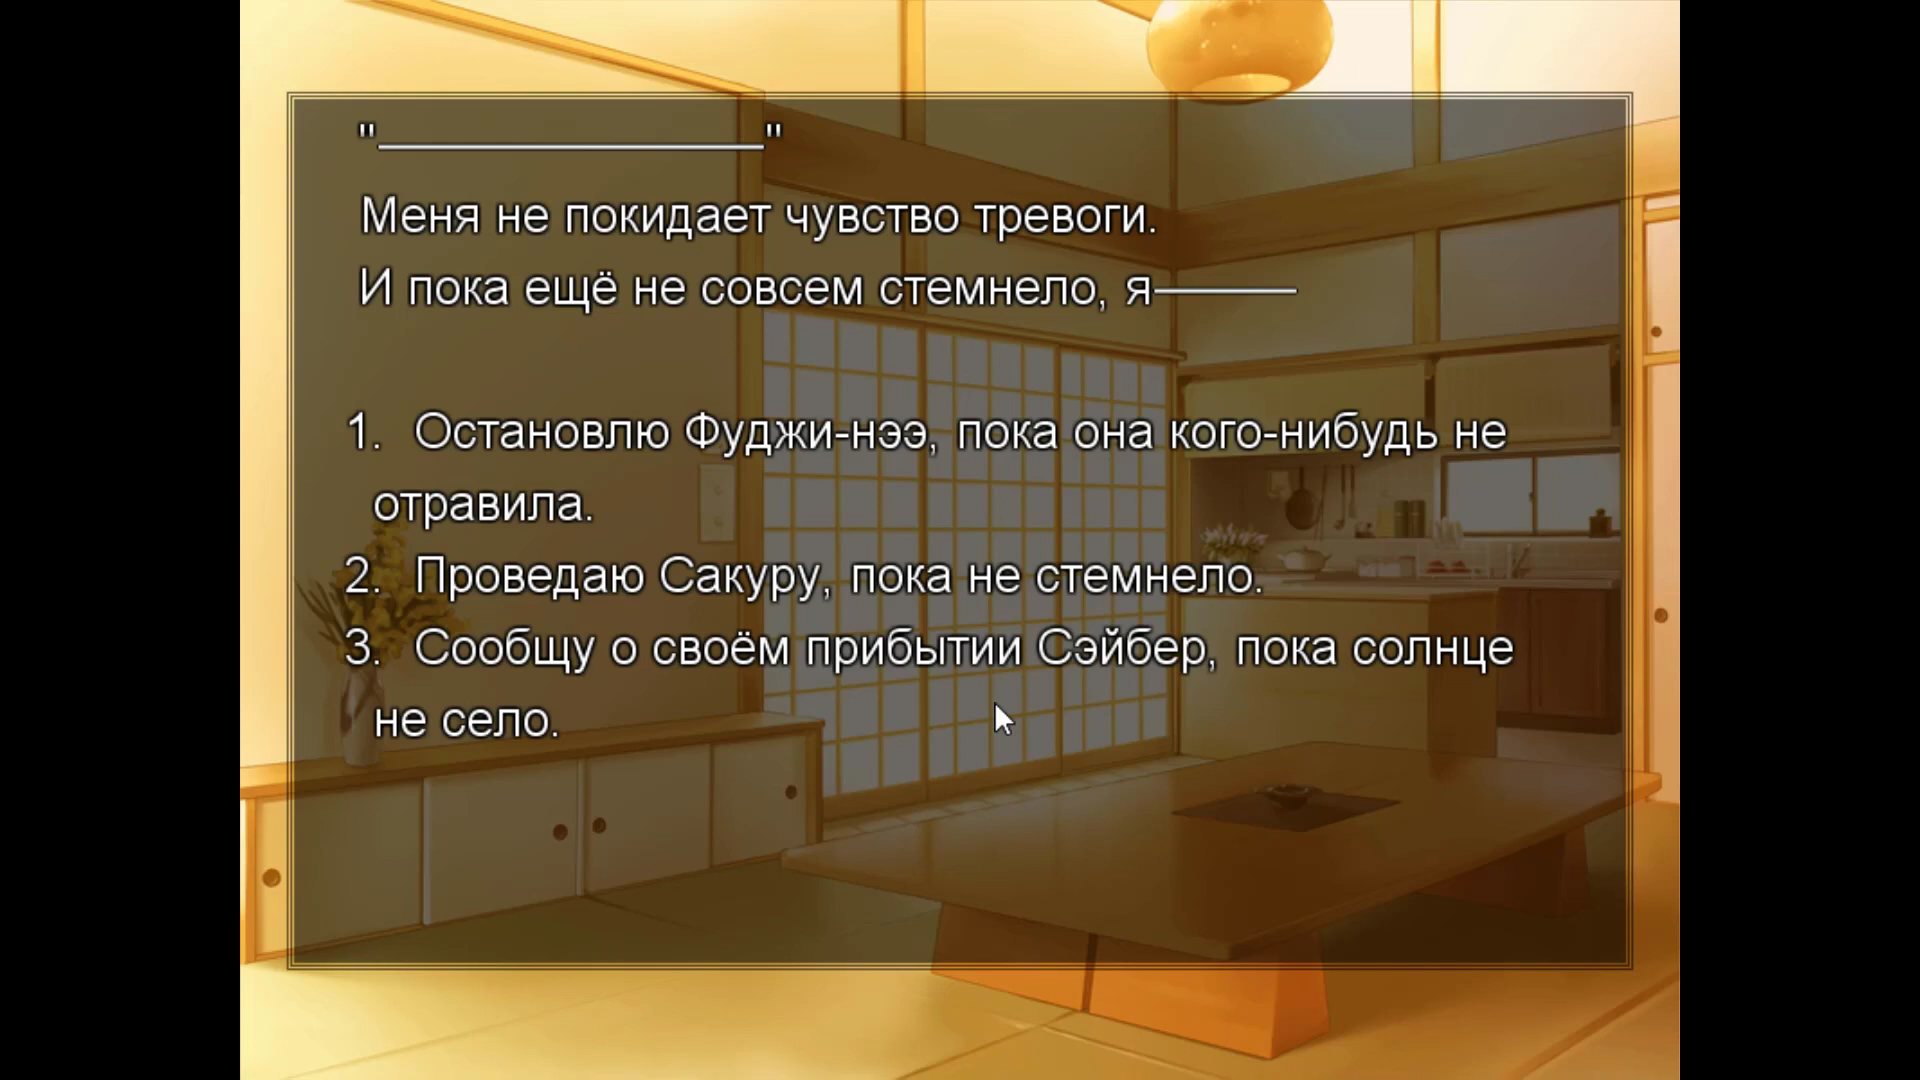 "———————————"
Меня не покидает чувство тревоги.
И пока ещё не совсем стемнело, я————
1. Остановлю Фуджи-нээ, пока она кого-нибудь не
отравила.
2. Проведаю Сакуру, пока не стемнело.
3. Сообщу о своём прибытии Сэйбер, пока солнце
не село.